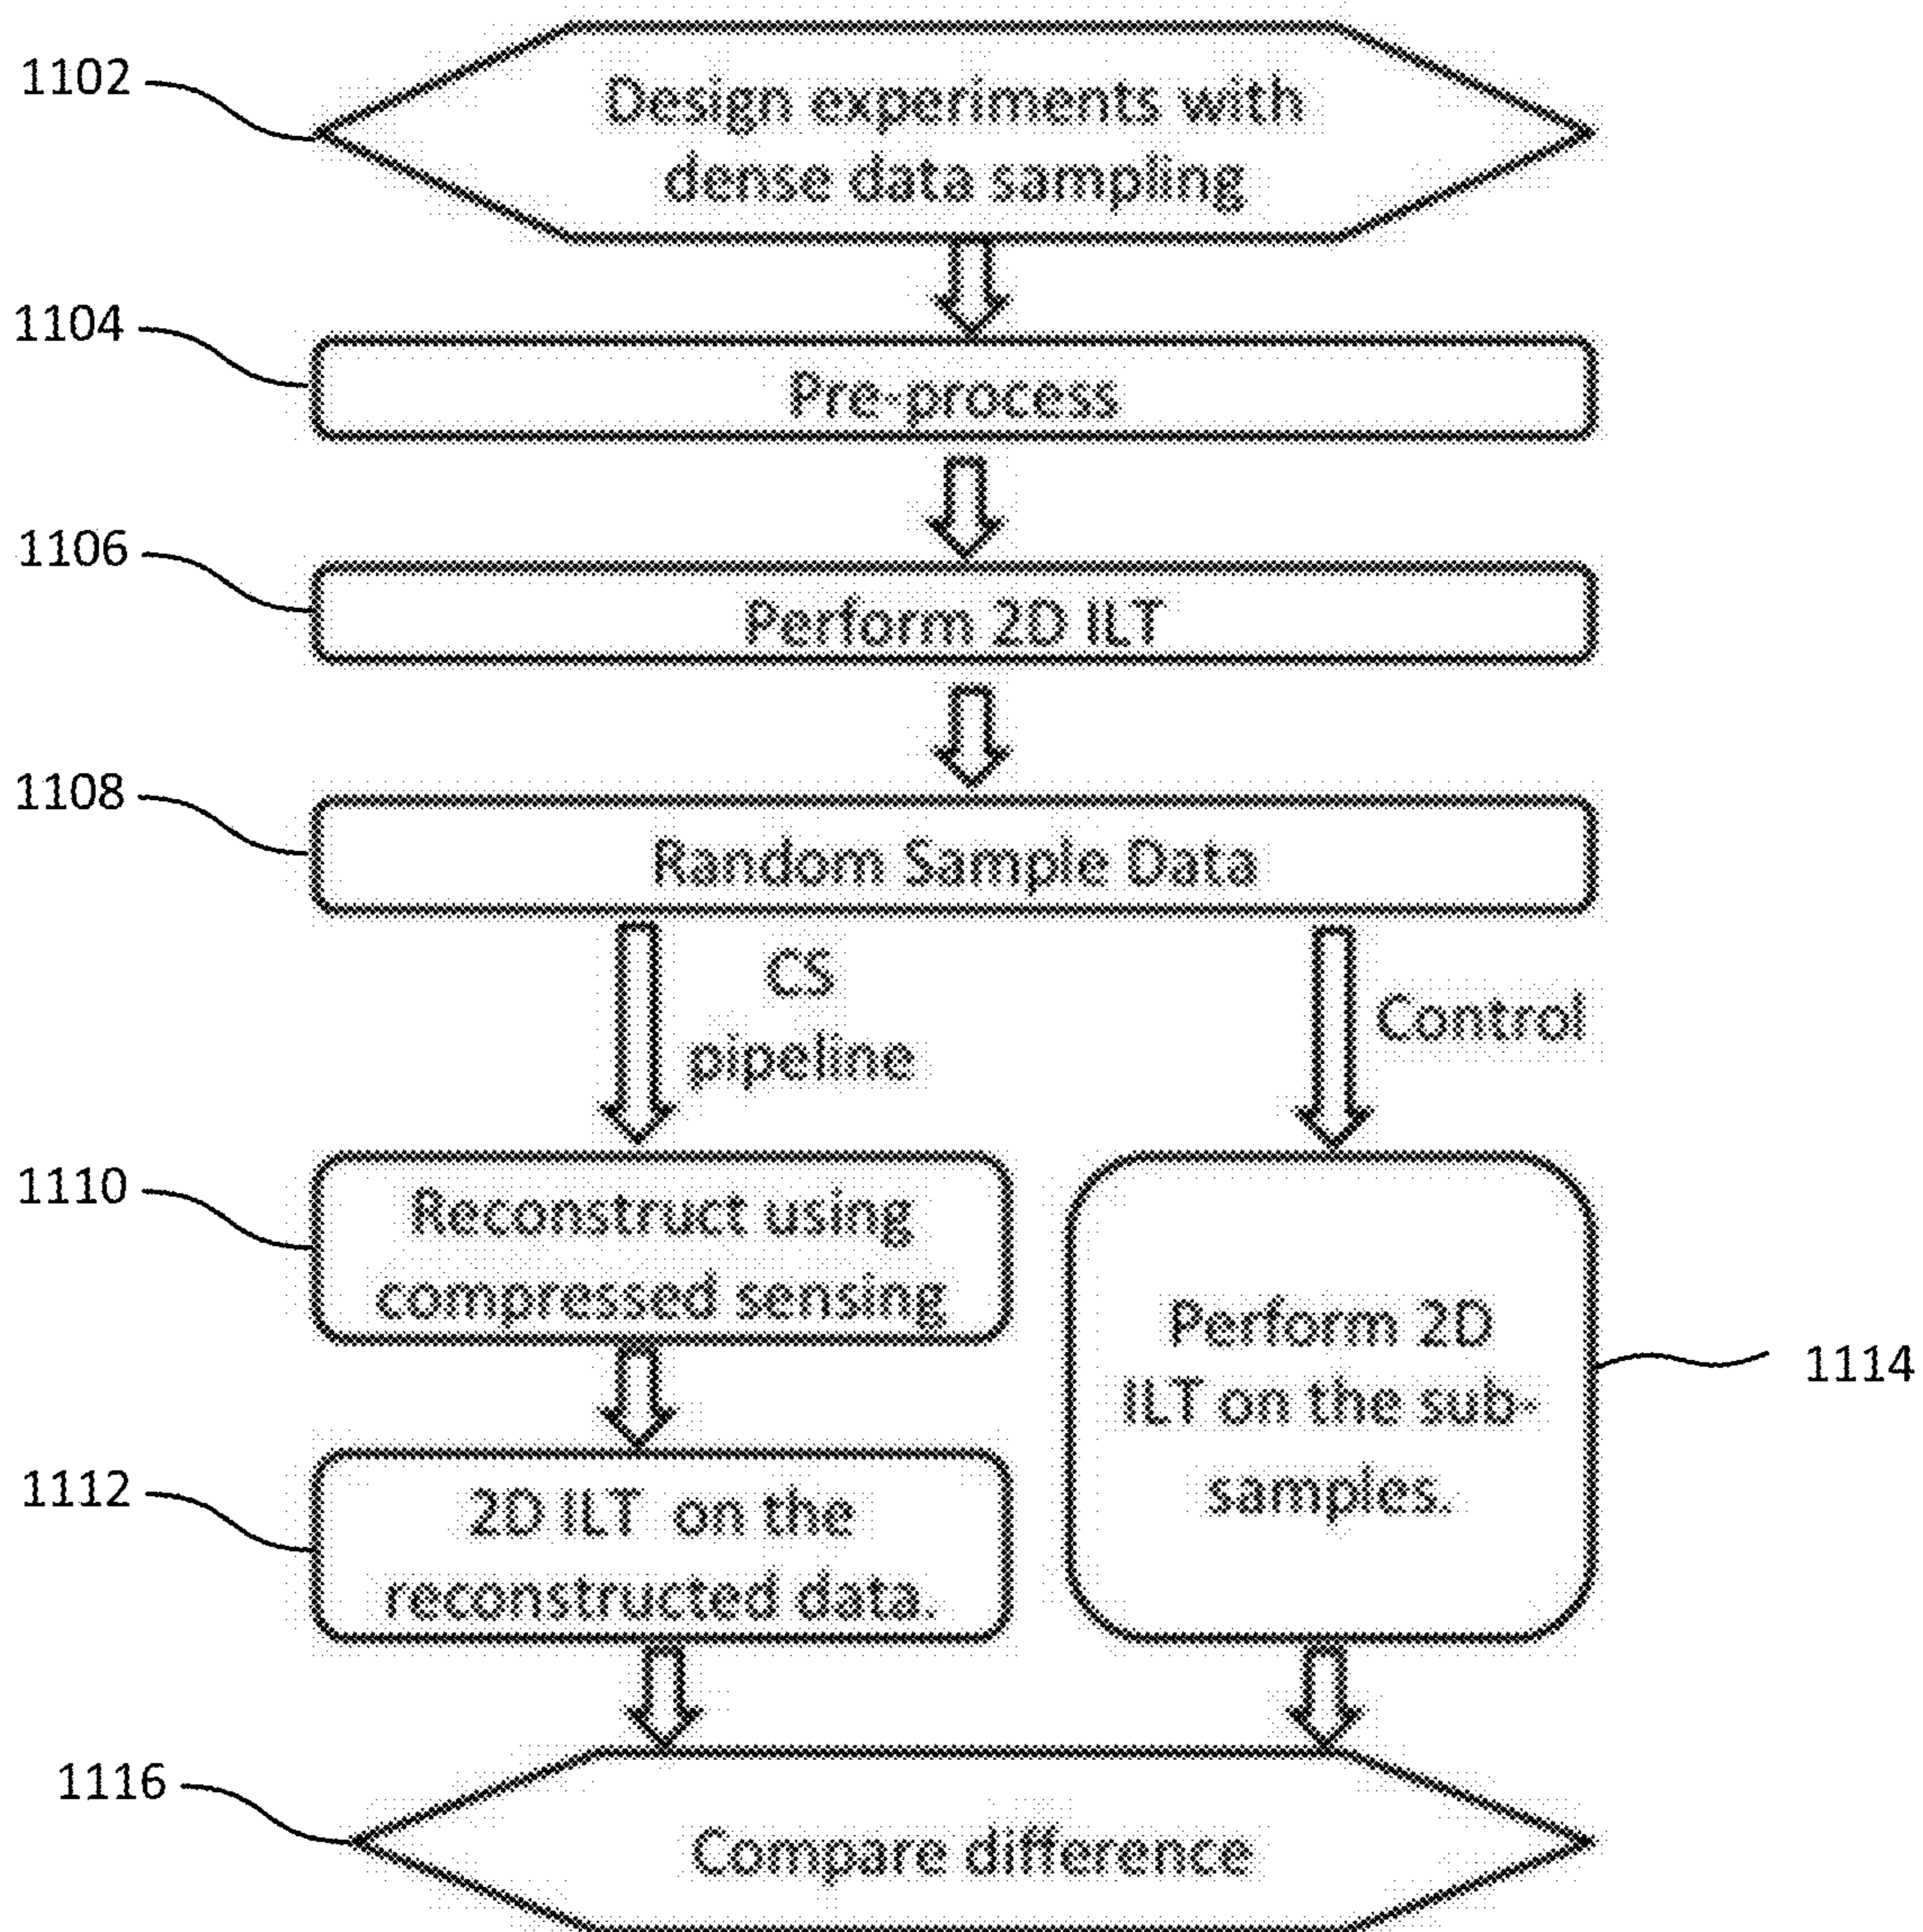 1102
Design experiments with
dense data sampling
1104
Pre-process
1106
Perform 2D ILT
1108
Random Sample Data
CS
pipeline
Control
1110
Reconstruct using
compressed sensing
1112
2D ILT on the
reconstructed data.
Perform 2D
ILT on the sub-
samples.
1114
1116
Compare difference